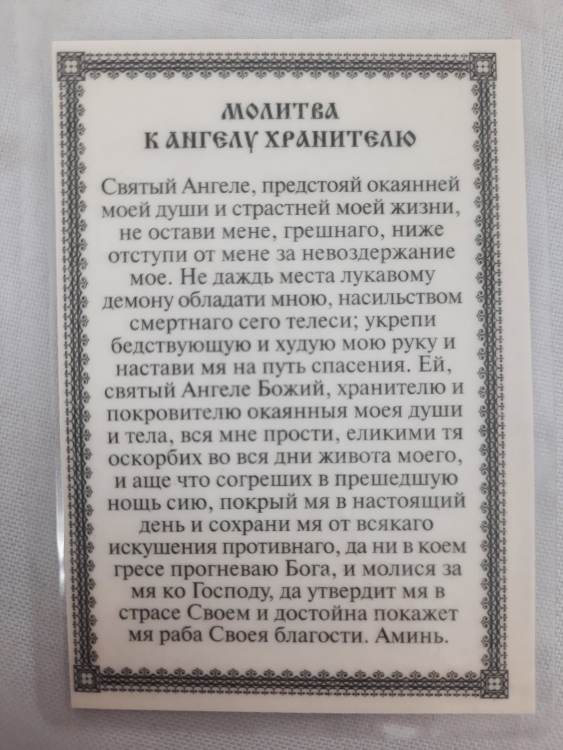 МОЛИТВА
К АНГЕЛУ ХРАНИТЕЛЮ
Святый Ангеле, предстояй окаянней
моей души и страстней моей жизни,
не остави мене, грешнаго, ниже
отступи от мене за невоздержание
мое. Не даждь места лукавому
демону обладати мною, насильством
смертнаго сего телесе; укрепи
бедствующую и худую мою руку и
настави мя на путь спасения. Ей,
святый Ангеле Божий, хранителю и
покровителю окаянныя моея души
и тела, вся мне прости, еликими тя
оскорбих во вся дни живота моего,
и аще что согреших в прешедшую
нощь сию, покрый мя в настоящий
день и сохрани мя от всякаго
искушения противнаго, да ни в коем
гресе прогневаю Бога, и молися за
мя ко Господу, да утвердит мя в
страсе Своем и достойна покажет
мя раба Своея благости. Аминь.